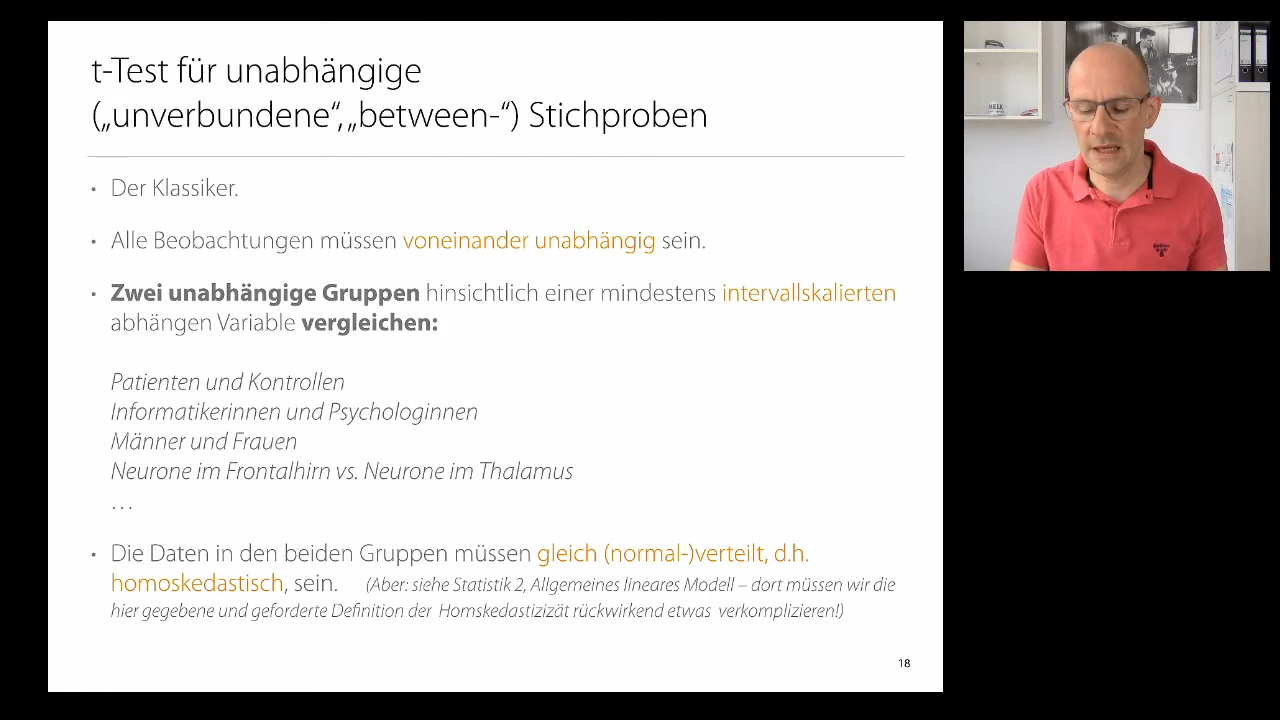 t-Test für unabhängige
(„unverbundene“, „between-“) Stichproben
• Der Klassiker.
• Alle Beobachtungen müssen voneinander unabhängig sein.
• Zwei unabhängige Gruppen hinsichtlich einer mindestens intervallskalierten
abhängen Variable vergleichen:
Patienten und Kontrollen
Informatikerinnen und Psychologinnen
Männer und Frauen
Neurone im Frontalhirn vs. Neurone im Thalamus
…
• Die Daten in den beiden Gruppen müssen gleich (normal-)verteilt, d.h.
homoskedastisch, sein. (Aber: siehe Statistik 2, Allgemeines lineares Modell – dort müssen wir die
hier gegebene und geforderte Definition der Homskedastizizät rückwirkend etwas verkomplizieren!)
18